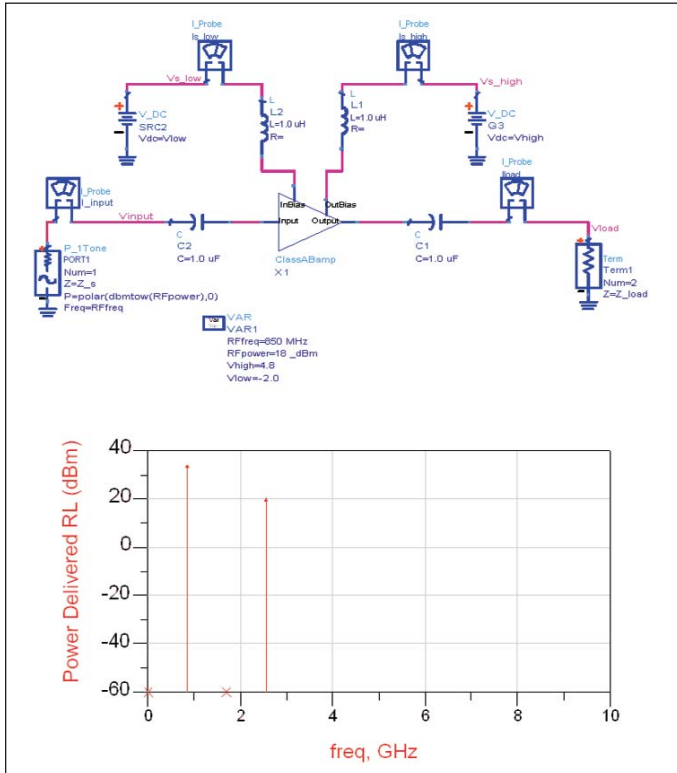 I_Probe
Is_low
I_Probe
Is_high
Vs_low
Vs_high
V_DC
SRC2
Vdc=Vlow
L
L2
L=1.0 uH
R=
L
L1
L=1.0 uH
R=
V_DC
G3
Vdc=Vhigh
I_Probe
I_input
I_Probe
Iload
Vinput
C
C2
C=1.0 uF
InBias
OutBias
Input
Output
ClassABamp
X1
C
C1
C=1.0 uF
Vload
P_1Tone
PORT1
Num=1
Z=Z_s
P=polar(dbmtow(RFpower),0)
Freq=RFfreq
Term
Term1
Num=2
Z=Z_load
VAR
VAR1
RFfreq=850 MHz
RFpower=18 _dBm
Vhigh=4.8
Vlow=-2.0
Power Delivered RL (dBm)
40
20
0
-20
-40
-60
0
2
4
6
8
10
freq, GHz